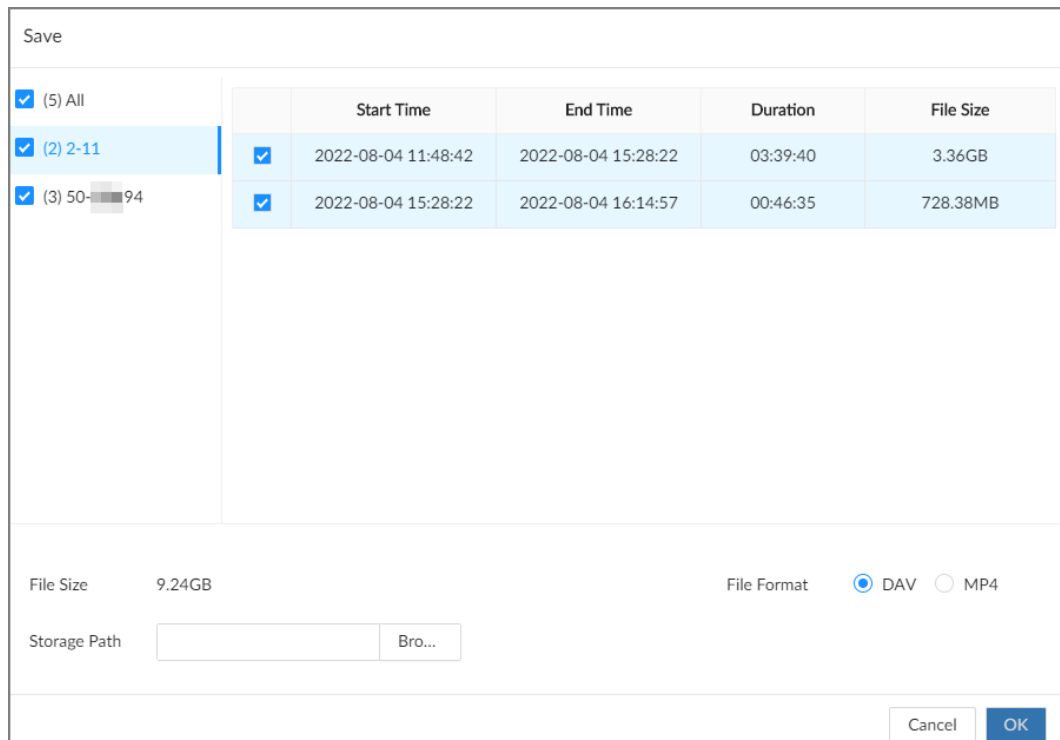 Save
(5) All
(2) 2-11
(3) 50- 94
Start Time End Time Duration File Size
2022-08-04 11:48:42 2022-08-04 15:28:22 03:39:40 3.36GB
2022-08-04 15:28:22 2022-08-04 16:14:57 00:46:35 728.38MB
File Size 9.24GB File Format DAV MP4
Storage Path Bro...
Cancel OK